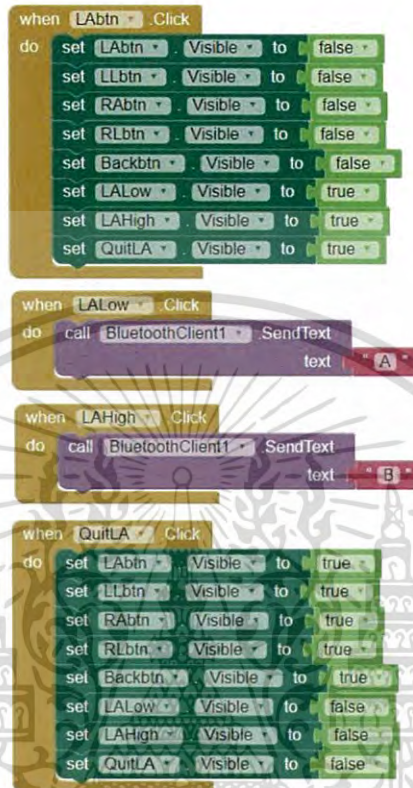 when LAbtn .Click
do set LAbtn . Visible to false
set LLbtn . Visible to false
set RAbtn . Visible to false
set RLbtn . Visible to false
set Backbtn . Visible to false
set LALow . Visible to true
set LAHigh . Visible to true
set QuitLA . Visible to true
when LALow .Click
do call BluetoothClient1 .SendText
text " A "
when LAHigh .Click
do call BluetoothClient1 .SendText
text " B "
when QuitLA .Click
do set LAbtn . Visible to true
set LLbtn . Visible to true
set RAbtn . Visible to true
set RLbtn . Visible to true
set Backbtn . Visible to true
set LALow . Visible to false
set LAHigh . Visible to false
set QuitLA . Visible to false